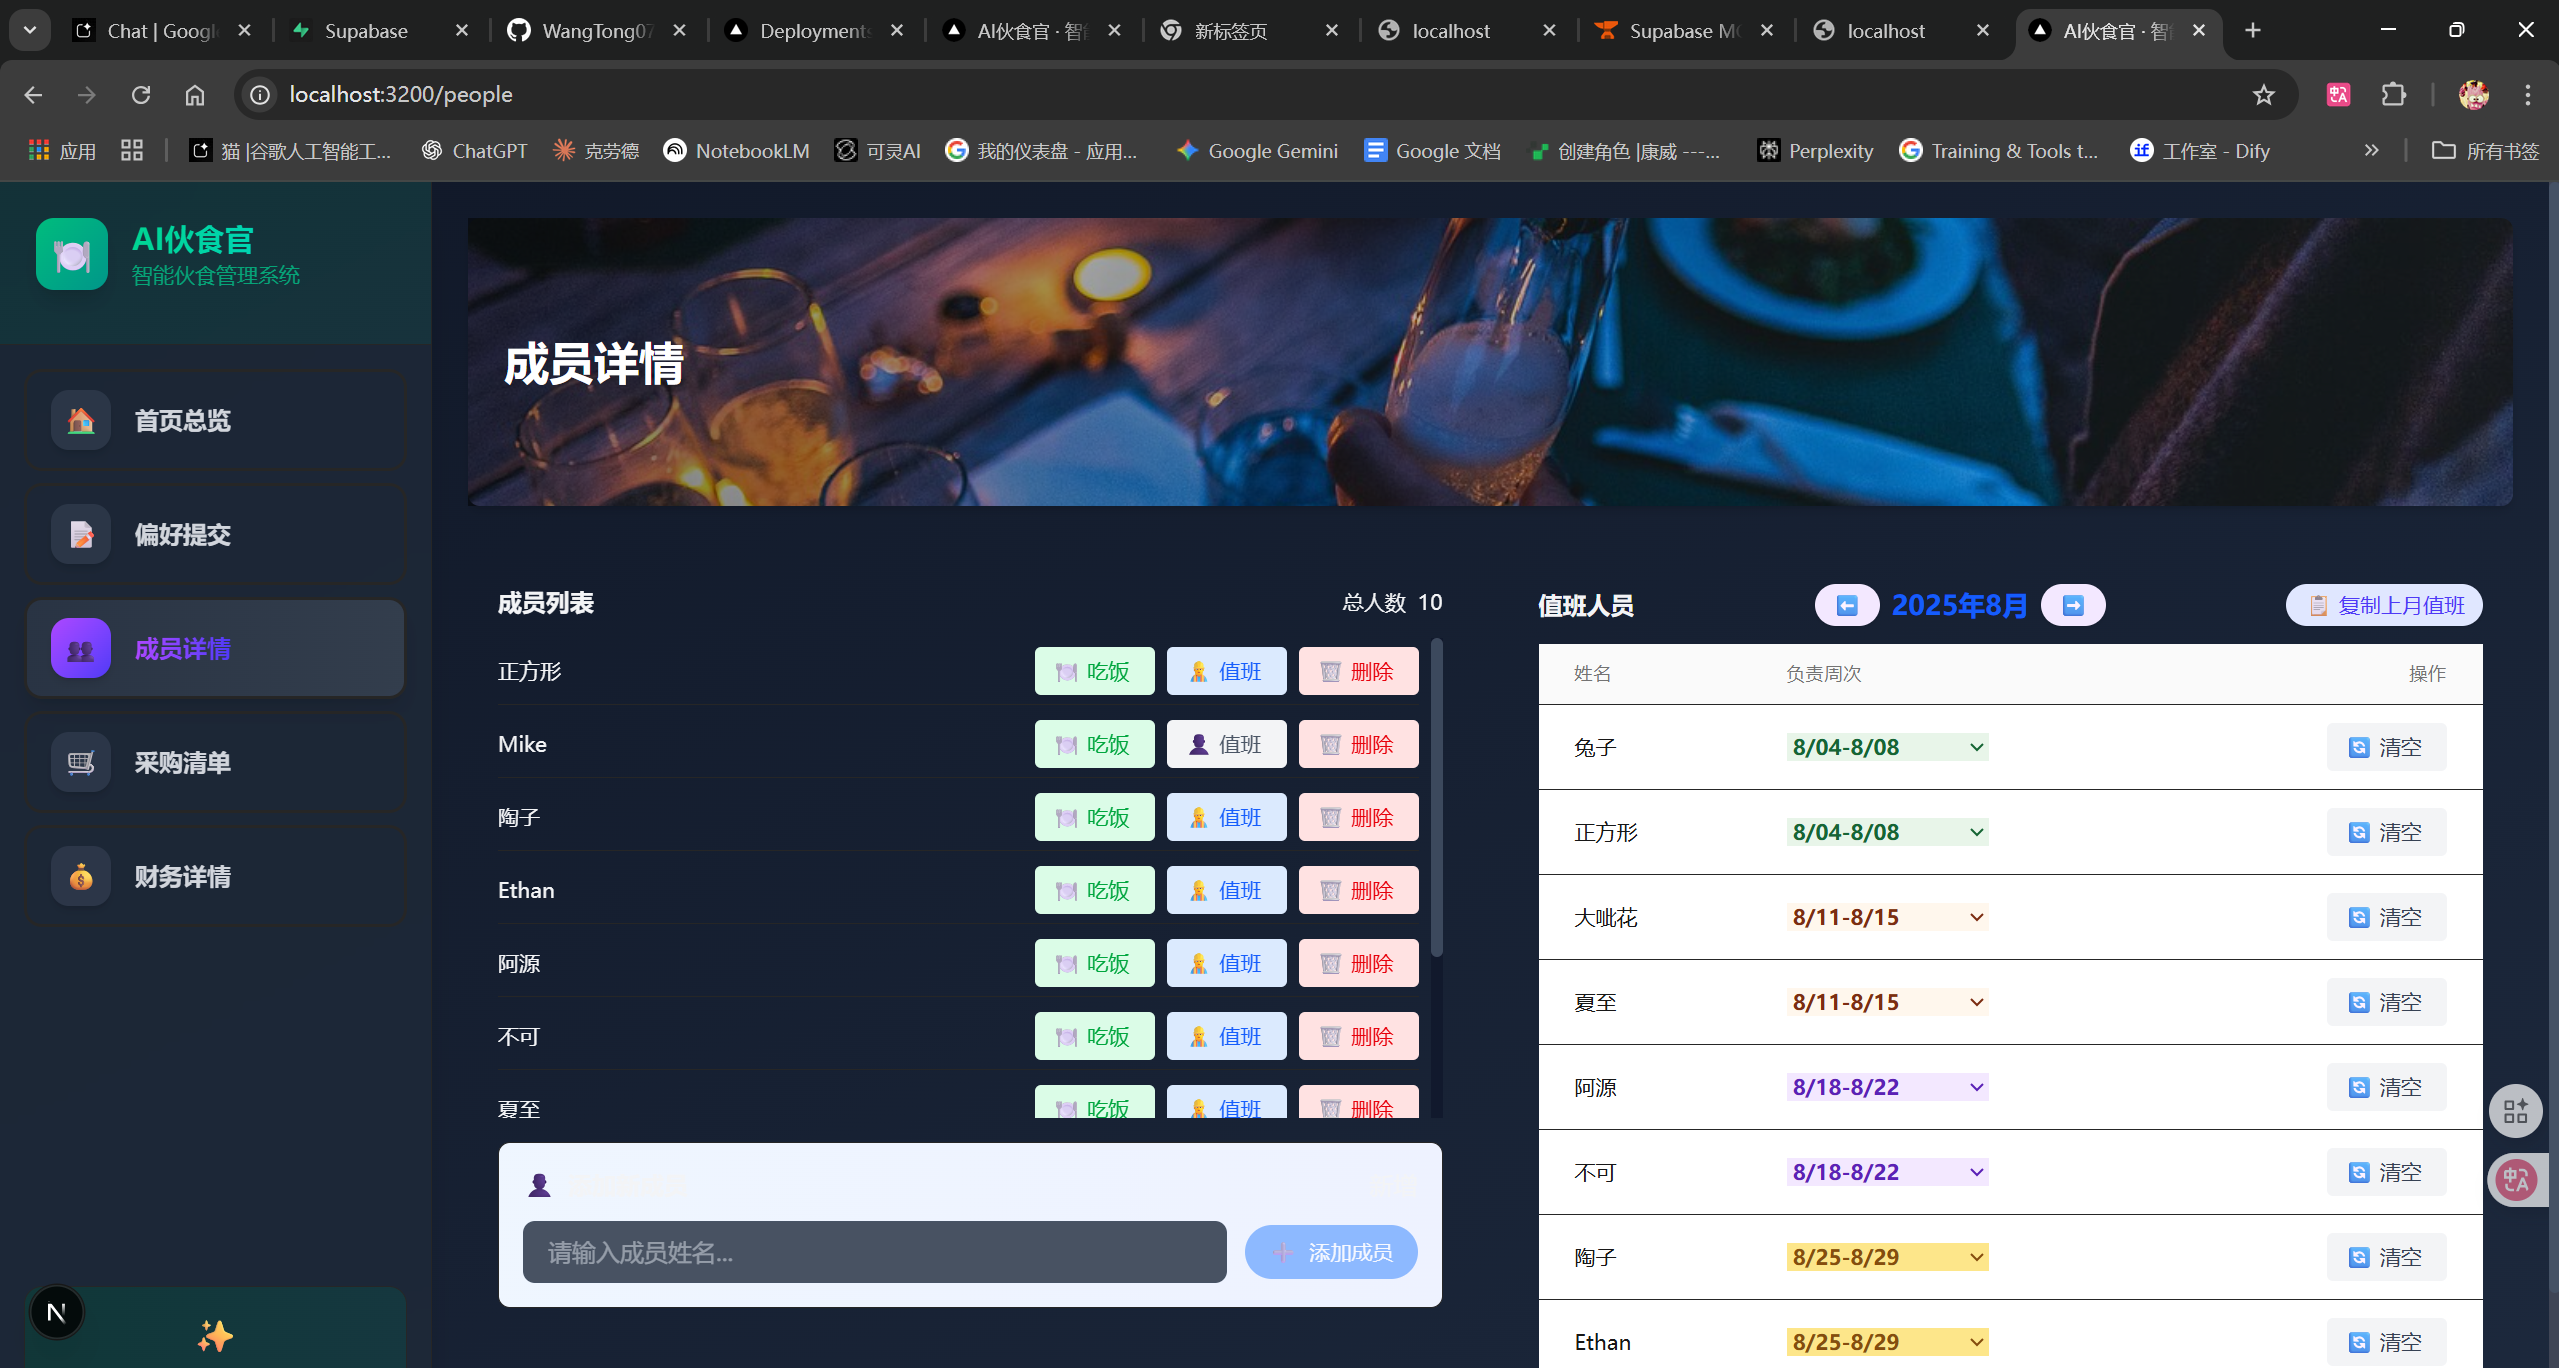 Chat | Googl
Supabase
WangTong07
Deployments
AI伙食官 · 智能
新标签页
localhost
Supabase MC
localhost
AI伙食官 · 智能
localhost:3200/people
应用
猫 |谷歌人工智能工...
ChatGPT
克劳德
NotebookLM
可灵AI
我的仪表盘 - 应用...
Google Gemini
Google 文档
创建角色 |康威 ---...
Perplexity
Training & Tools t...
工作室 - Dify
所有书签
AI伙食官
智能伙食管理系统
首页总览
偏好提交
成员详情
采购清单
财务详情
N
成员详情
成员列表
总人数 10
正方形 吃饭 值班 删除
Mike 吃饭 值班 删除
陶子 吃饭 值班 删除
Ethan 吃饭 值班 删除
阿源 吃饭 值班 删除
不可 吃饭 值班 删除
夏至 吃饭 值班 删除
请输入成员姓名...
添加成员
值班人员
2025年8月
复制上月值班
姓名 负责周次 操作
兔子 8/04-8/08 清空
正方形 8/04-8/08 清空
大呲花 8/11-8/15 清空
夏至 8/11-8/15 清空
阿源 8/18-8/22 清空
不可 8/18-8/22 清空
陶子 8/25-8/29 清空
Ethan 8/25-8/29 清空